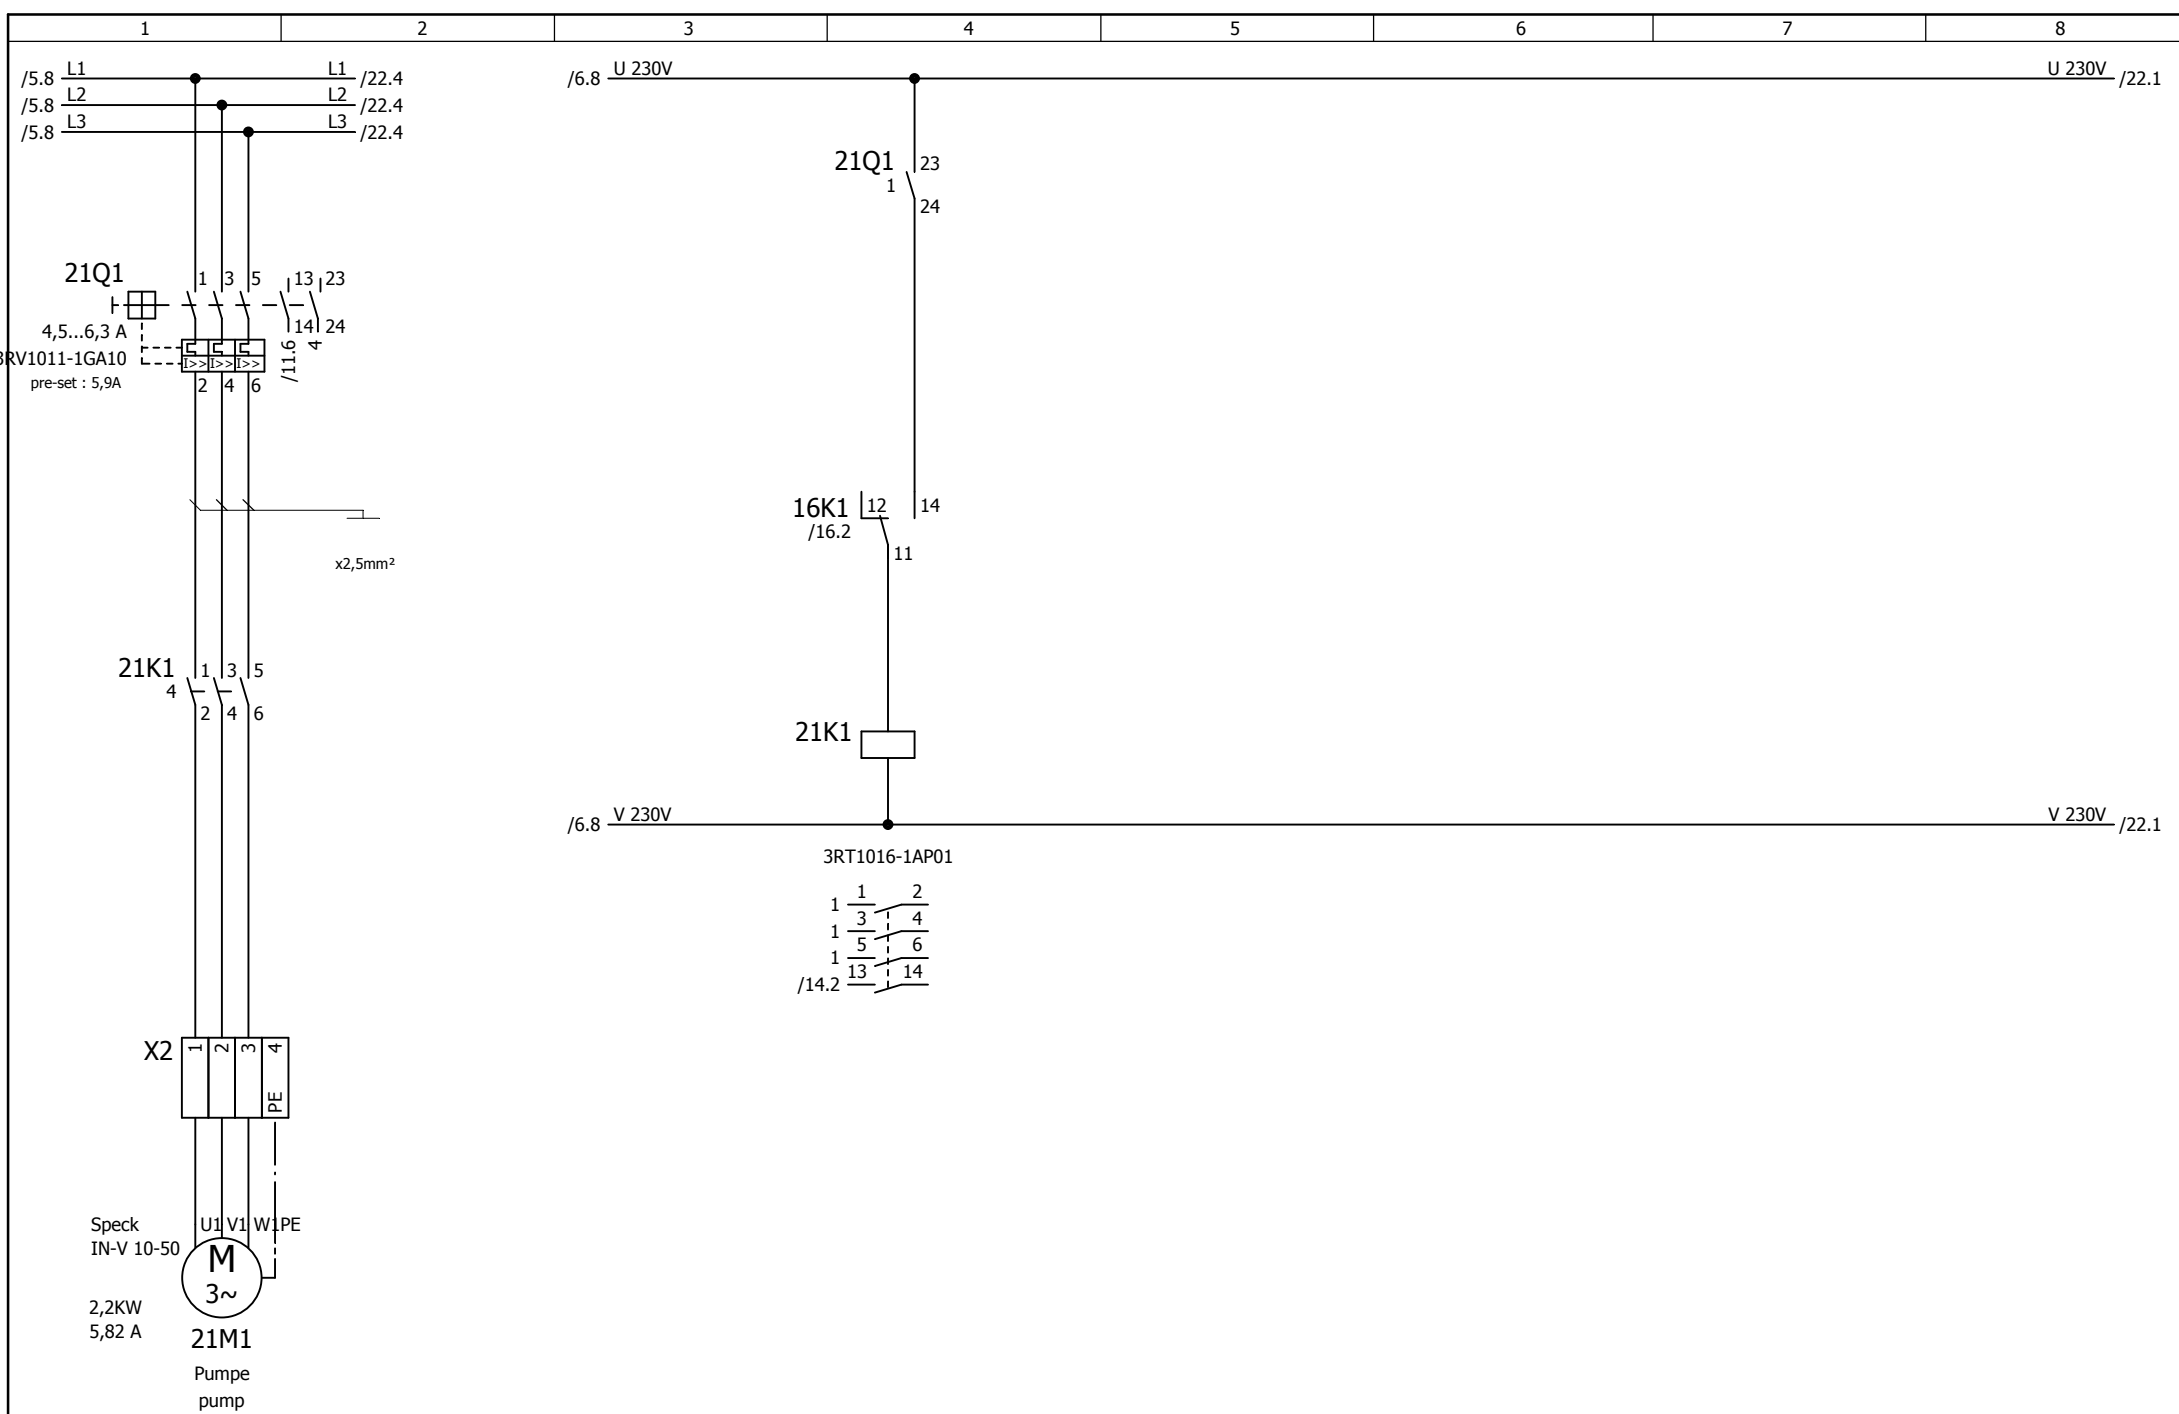 1 2 3 4 5 6 7 8
/5.8 L1 L1 /22.4
/5.8 L2 L2 /22.4
/5.8 L3 L3 /22.4
/6.8 U 230V U 230V /22.1
21Q1 23
1
24
21Q1 1 3 5 13 23
4,5...6,3 A 14 24
RV1011-1GA10 I>> I>> I>> /11.6 4
pre-set : 5,9A 2 4 6
16K1 12 14
/16.2
11
x2,5mm²
21K1 1 3 5
4
2 4 6
21K1
/6.8 V 230V V 230V /22.1
3RT1016-1AP01
1 1 2
1 3 4
1 5 6
/14.2 13 14
X2 1 2 3 4
PE
Speck U1 V1 W1 PE
IN-V 10-50
M
3~
2,2KW
5,82 A
21M1
Pumpe
pump